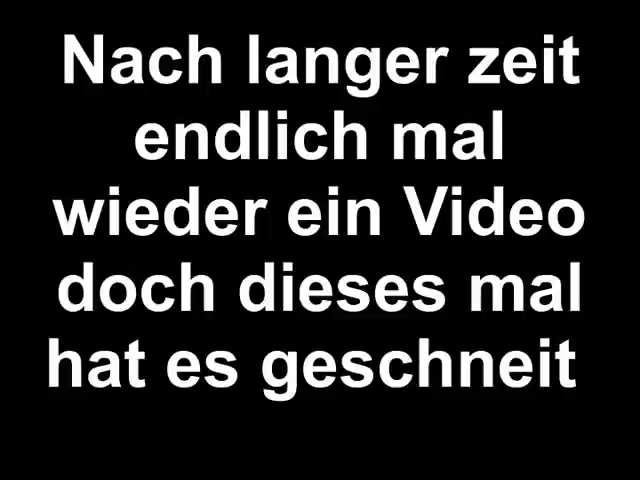 Nach langer zeit
endlich mal
wieder ein Video
doch dieses mal
hat es geschneit